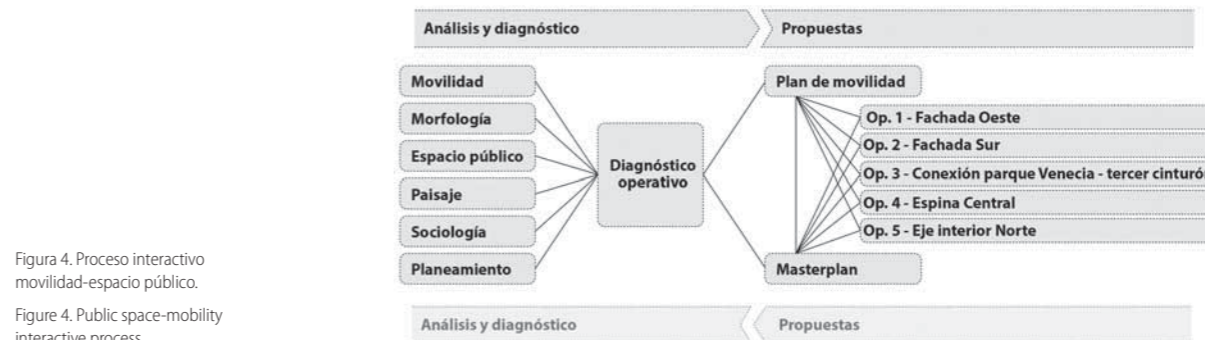 Análisis y diagnóstico
Propuestas
Movilidad
Morfología
Espacio público
Paisaje
Sociología
Planeamiento
Diagnóstico
operativo
Plan de movilidad
Op. 1 - Fachada Oeste
Op. 2 - Fachada Sur
Op. 3 - Conexión parque Venecia - tercer cinturó
Op. 4 - Espina Central
Op. 5 - Eje interior Norte
Masterplan
Análisis y diagnóstico
Propuestas
Figura 4. Proceso interactivo
movilidad-espacio público.
Figure 4. Public space-mobility
interactive process